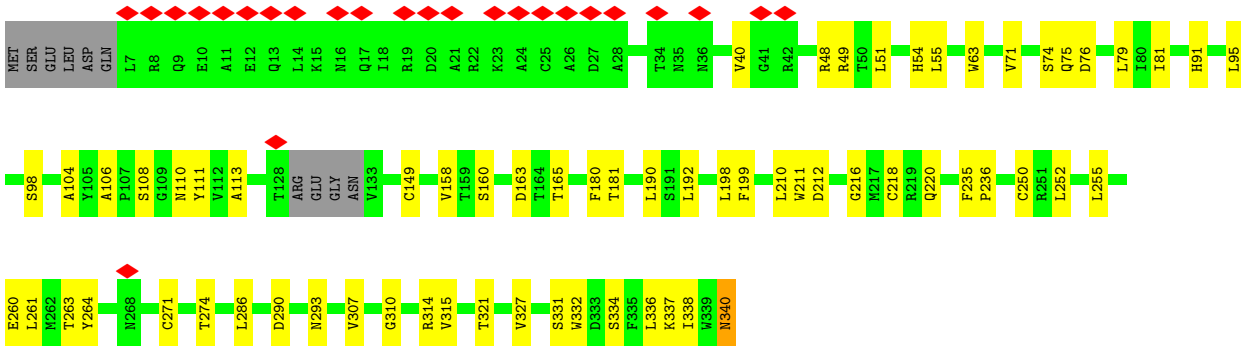 MET SER GLU LEU ASP GLN L7 R8 Q9 E10 A11 E12 Q13 L14 K15 N16 Q17 I18 R19 D20 A21 R22 K23 A24 C25 A26 D27 A28 T34 N35 N36 V40 G41 R42 R48 R49 T50 L51 H54 L55 W63 V71 S74 Q75 D76 L79 I80 I81 H91 L95
S98 A104 Y105 A106 P107 S108 G109 N110 Y111 V112 A113 T128 ARG GLU GLY ASN V133 C149 V158 T159 S160 D163 T164 T165 F180 T181 L190 S191 L192 L198 F199 L210 W211 D212 G216 M217 C218 R219 Q220 F235 P236 C250 R251 L252 L255
E260 L261 M262 T263 Y264 N268 C271 T274 L286 D290 N293 V307 G310 R314 V315 T321 V327 S331 W332 D333 S334 F335 L336 K337 I338 W339 N340